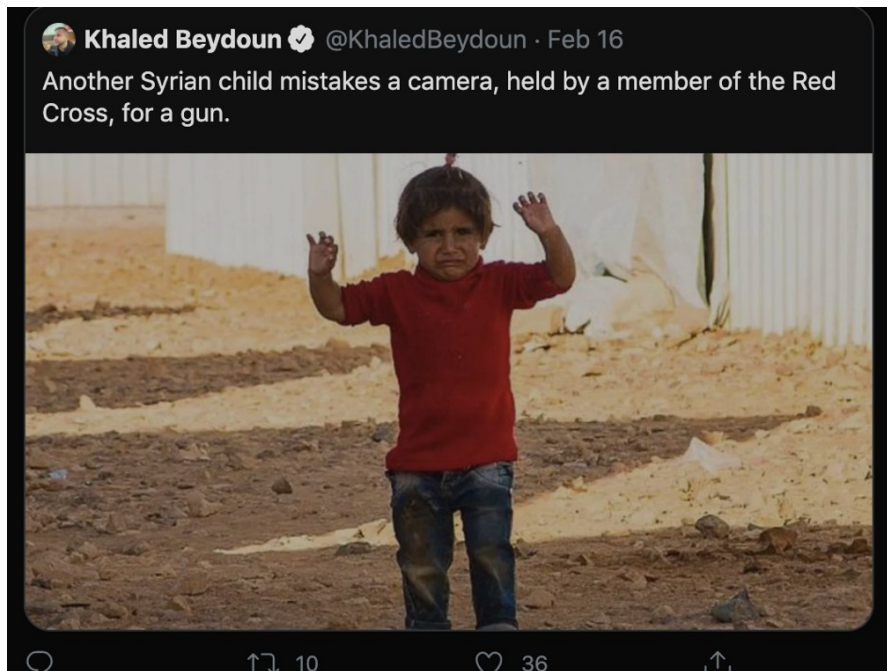 Khaled Beydoun @KhaledBeydoun · Feb 16
Another Syrian child mistakes a camera, held by a member of the Red
Cross, for a gun.
10 36